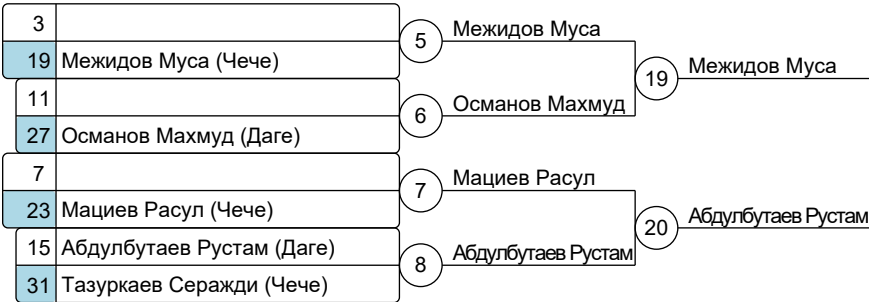 3
5
Межидов Муса
19 Межидов Муса (Чече)
19
Межидов Муса
11
6
Османов Махмуд
27 Османов Махмуд (Даге)
7
7
Мациев Расул
23 Мациев Расул (Чече)
20
Абдулбутаев Рустам
15 Абдулбутаев Рустам (Даге)
8
Абдулбутаев Рустам
31 Тазуркаев Серажди (Чече)